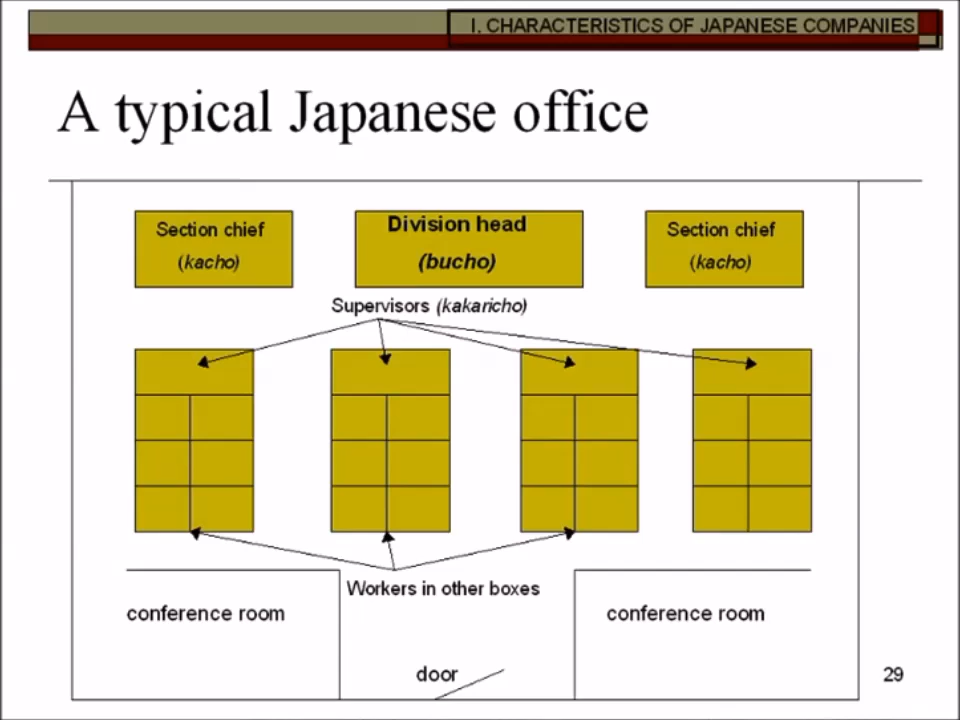 I. CHARACTERISTICS OF JAPANESE COMPANIES
A typical Japanese office
Section chief
(kacho)
Division head
(bucho)
Section chief
(kacho)
Supervisors (kakaricho)
Workers in other boxes
conference room
conference room
door
29